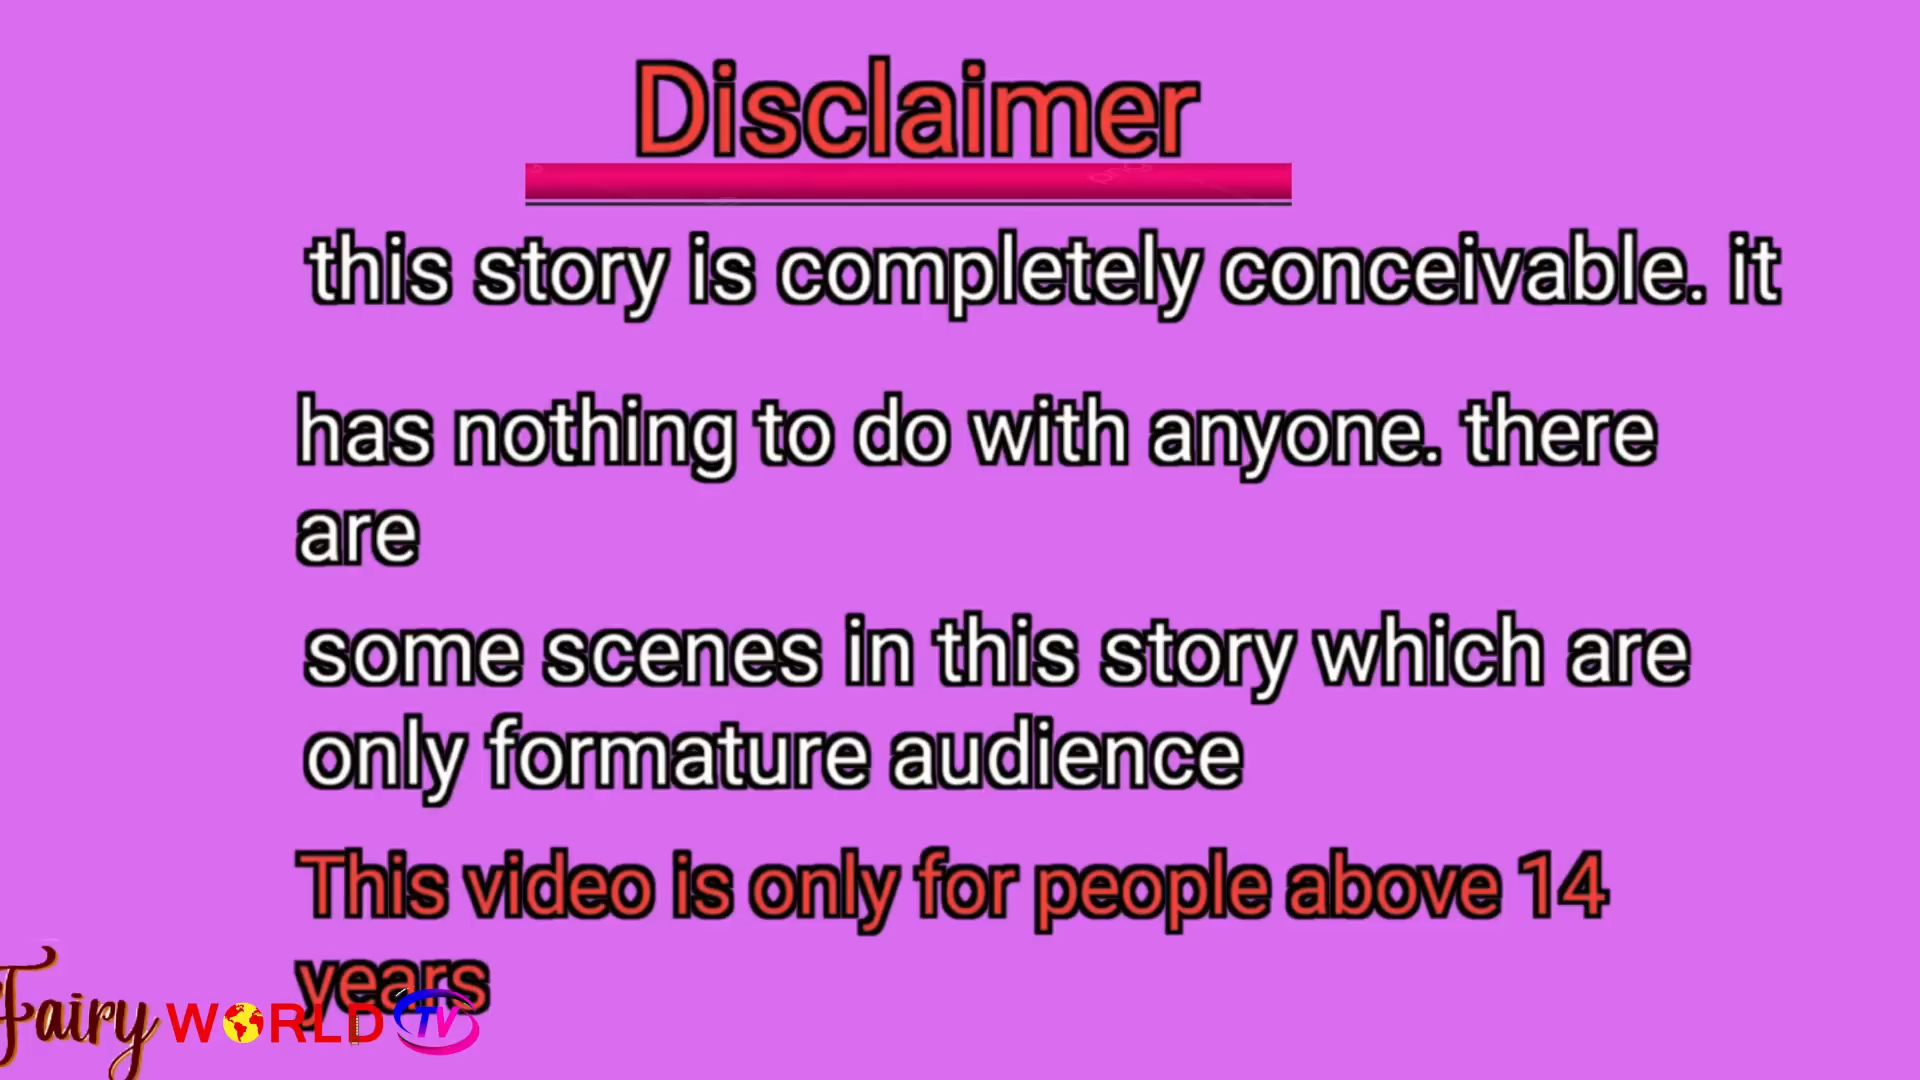 Disclaimer
this story is completely conceivable. it
has nothing to do with anyone. there
are
some scenes in this story which are
only formature audience
This video is only for people above 14
years
Fairy WORLD TV